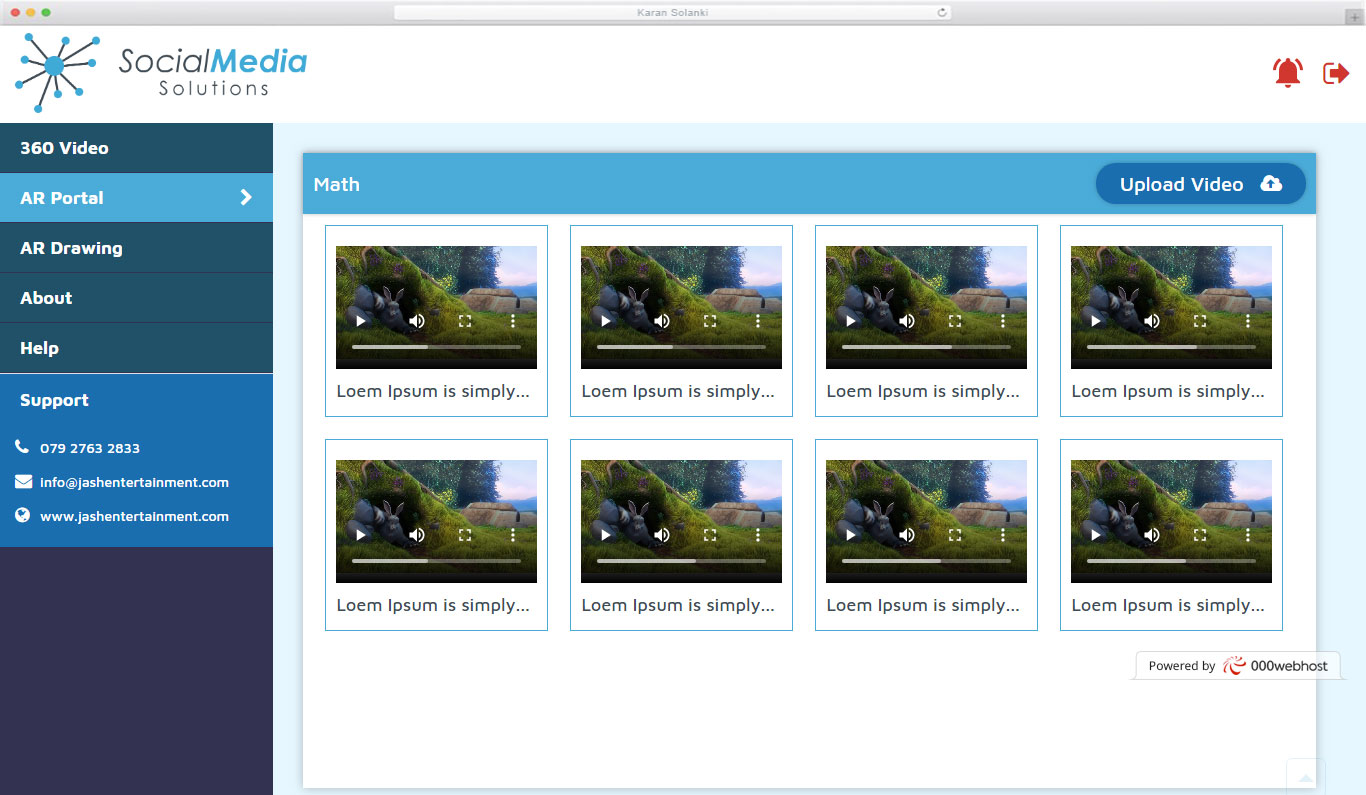 Karan Solanki
SocialMedia
Solutions
360 Video
AR Portal
AR Drawing
About
Help
Support
079 2763 2833
info@jashentertainment.com
www.jashentertainment.com
Math
Upload Video
Loem Ipsum is simply...
Loem Ipsum is simply...
Loem Ipsum is simply...
Loem Ipsum is simply...
Loem Ipsum is simply...
Loem Ipsum is simply...
Loem Ipsum is simply...
Loem Ipsum is simply...
Powered by 000webhost